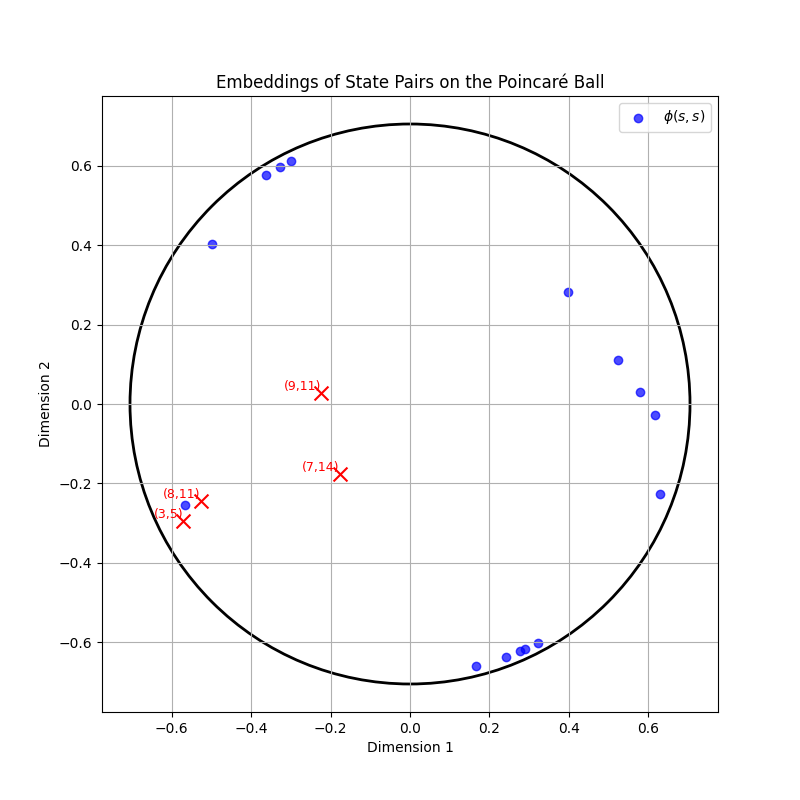 Embeddings of State Pairs on the Poincaré Ball
ϕ(s, s)
0.6
0.4
0.2
0.0
−0.2
−0.4
−0.6
Dimension 2
(9,11)
(7,14)
(8,11)
(3,5)
−0.6 −0.4 −0.2 0.0 0.2 0.4 0.6
Dimension 1